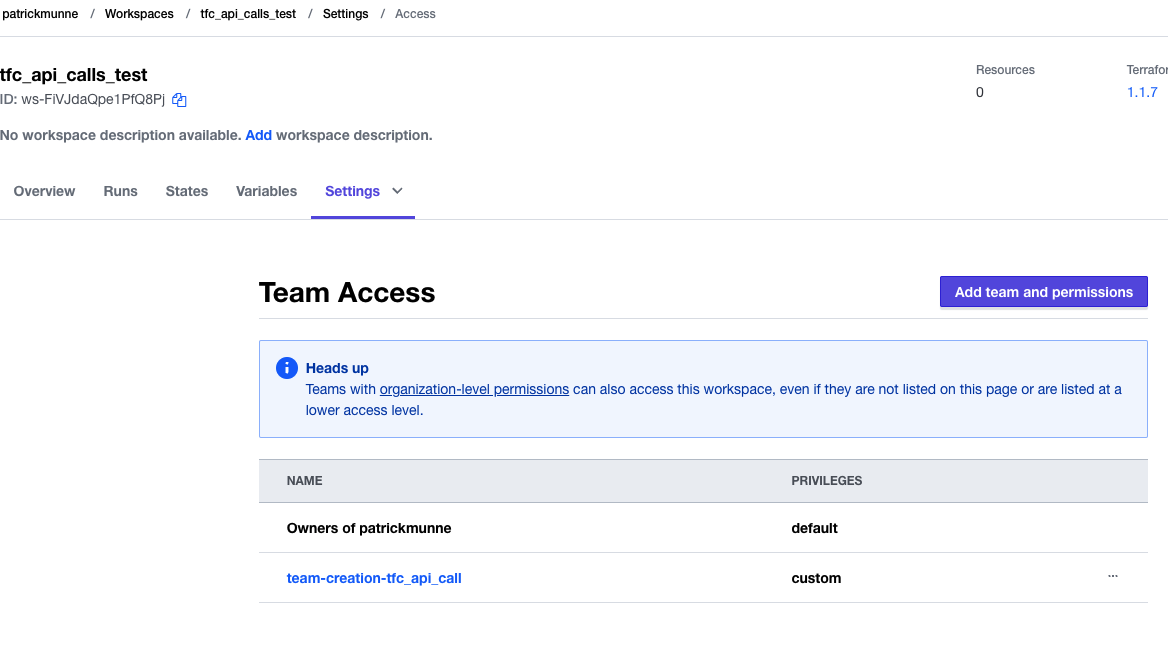 patrickmunne / Workspaces / tfc_api_calls_test / Settings / Access
tfc_api_calls_test
ID: ws-FiVJdaQpe1PfQ8Pj
Resources
0
Terrafor
1.1.7
No workspace description available. Add workspace description.
Overview Runs States Variables Settings
Team Access
Add team and permissions
Heads up
Teams with organization-level permissions can also access this workspace, even if they are not listed on this page or are listed at a
lower access level.
NAME PRIVILEGES
Owners of patrickmunne default
team-creation-tfc_api_call custom ...